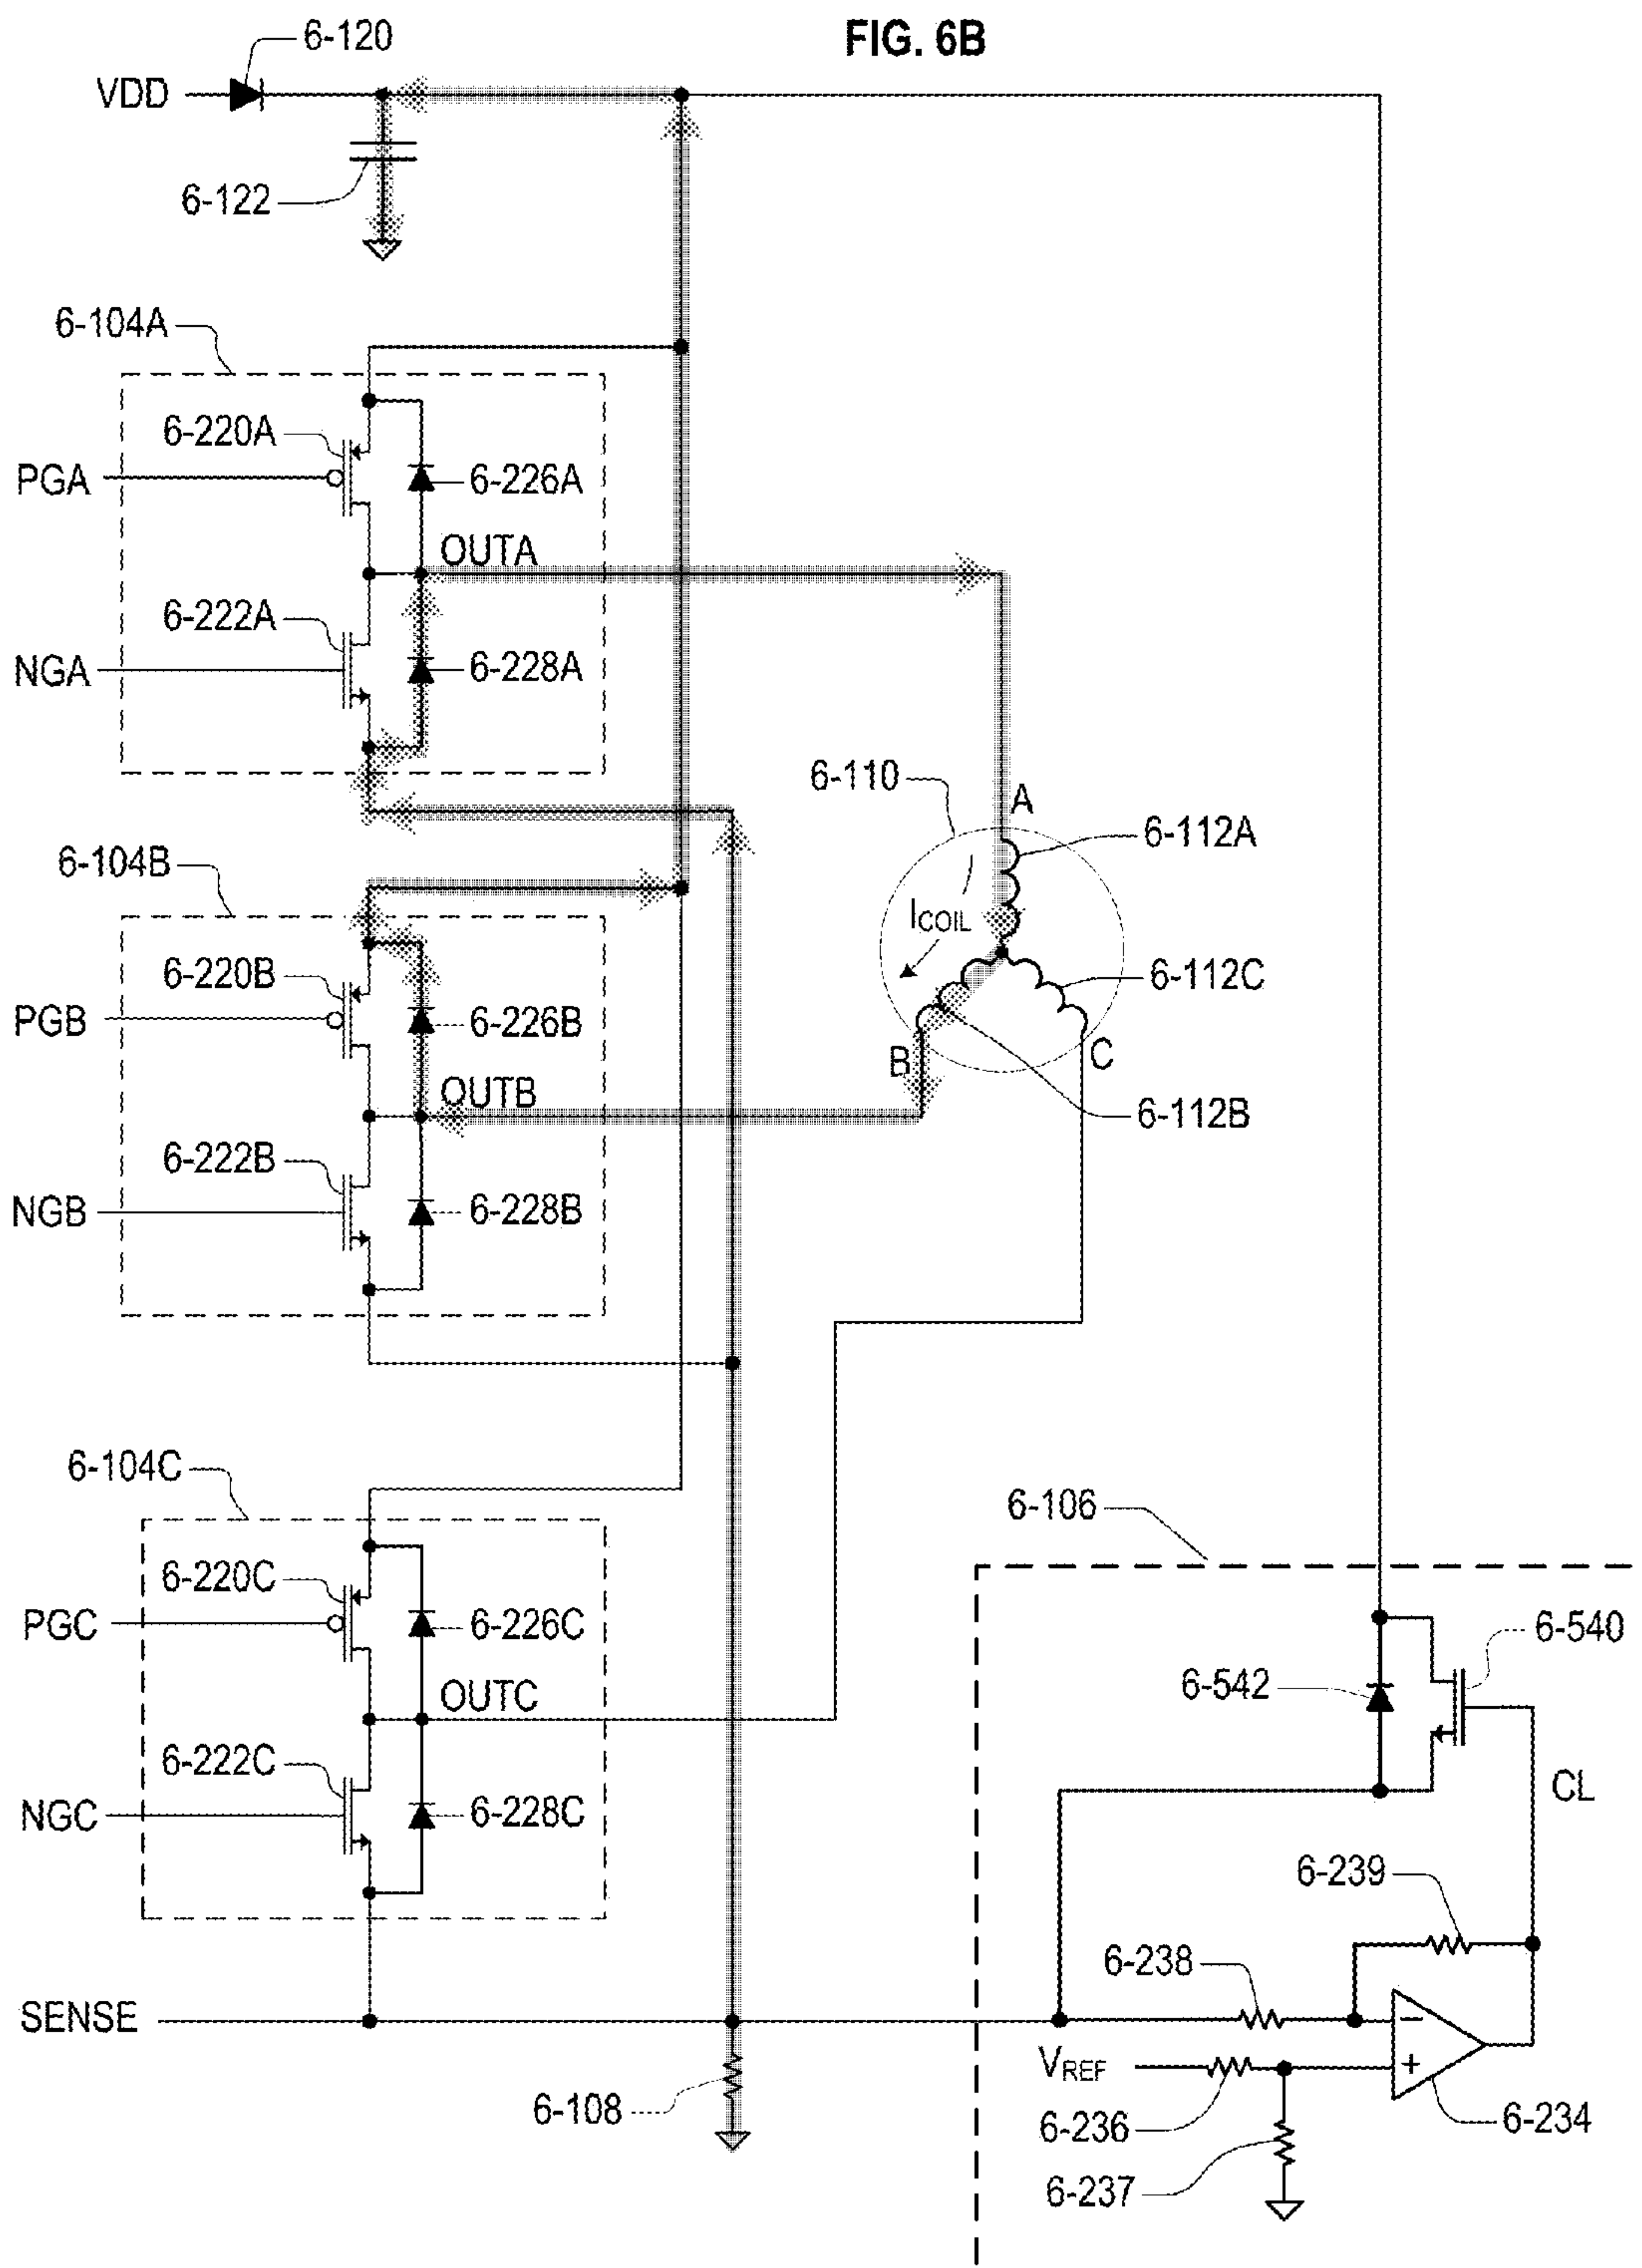 FIG. 6B
6-120
VDD
6-122
6-104A
6-220A
PGA
6-226A
OUTA
6-222A
NGA
6-228A
6-110
A
6-112A
6-104B
ICOIL
6-220B
6-112C
PGB
6-226B
B
C
OUTB
6-112B
6-222B
NGB
6-228B
6-104C
6-106
6-220C
PGC
6-226C
6-540
6-542
OUTC
6-222C
CL
NGC
6-228C
6-239
6-238
SENSE
−
VREF
+
6-108
6-236
6-234
6-237